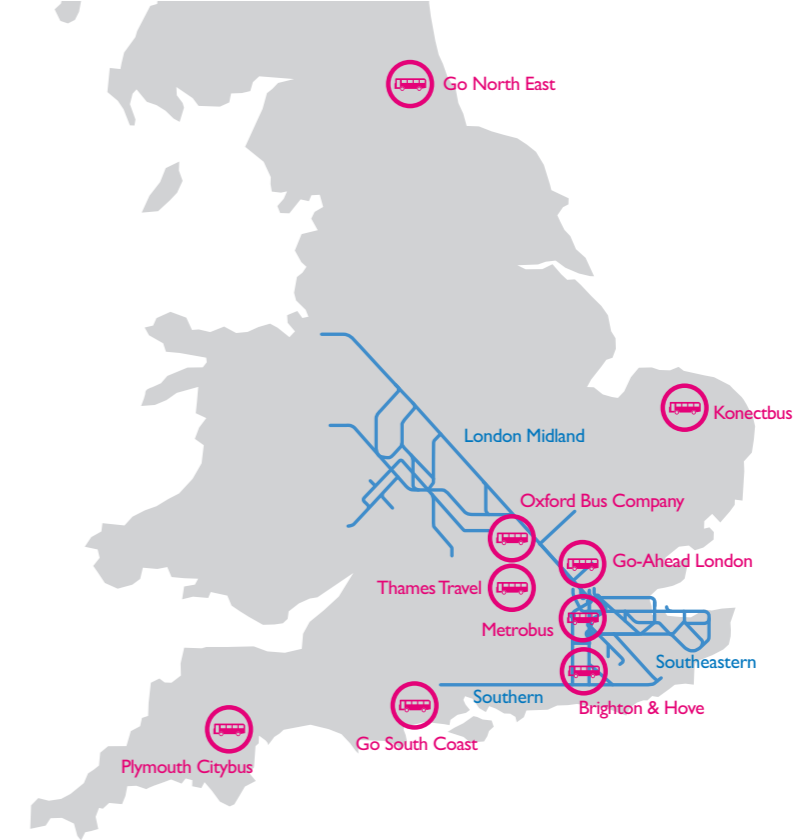 Go North East
Konectbus
London Midland
Oxford Bus Company
Go-Ahead London
Thames Travel
Metrobus
Southeastern
Southern
Brighton & Hove
Go South Coast
Plymouth Citybus